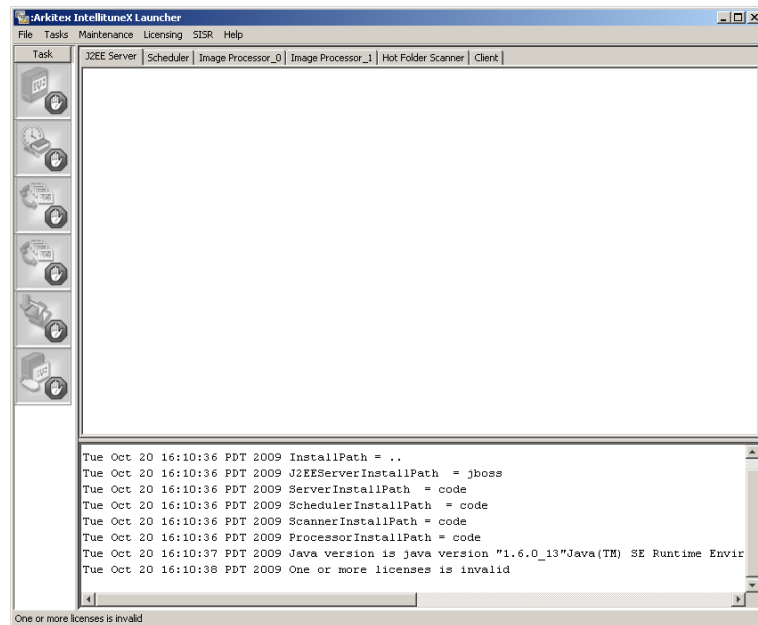 :Arkitex IntellituneX Launcher
File Tasks Maintenance Licensing SISR Help
Task J2EE Server Scheduler Image Processor_0 Image Processor_1 Hot Folder Scanner Client
Tue Oct 20 16:10:36 PDT 2009 InstallPath = ..
Tue Oct 20 16:10:36 PDT 2009 J2EEServerInstallPath = jboss
Tue Oct 20 16:10:36 PDT 2009 ServerInstallPath = code
Tue Oct 20 16:10:36 PDT 2009 SchedulerInstallPath = code
Tue Oct 20 16:10:36 PDT 2009 ScannerInstallPath = code
Tue Oct 20 16:10:36 PDT 2009 ProcessorInstallPath = code
Tue Oct 20 16:10:37 PDT 2009 Java version is java version "1.6.0_13"Java(TM) SE Runtime Envir
Tue Oct 20 16:10:38 PDT 2009 One or more licenses is invalid
One or more licenses is invalid